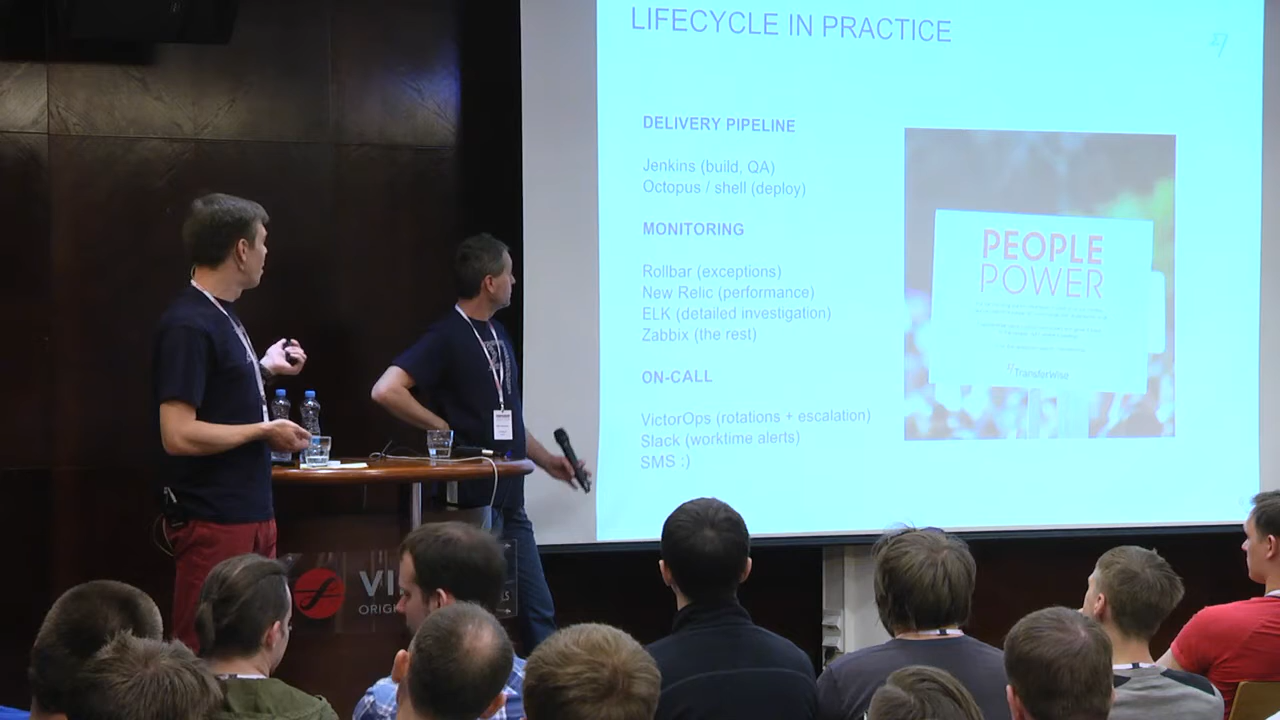 LIFECYCLE IN PRACTICE
DELIVERY PIPELINE
Jenkins (build, QA)
Octopus / shell (deploy)
MONITORING
Rollbar (exceptions)
New Relic (performance)
ELK (detailed investigation)
Zabbix (the rest)
ON-CALL
VictorOps (rotations + escalation)
Slack (worktime alerts)
SMS :)
PEOPLE
POWER
TransferWise